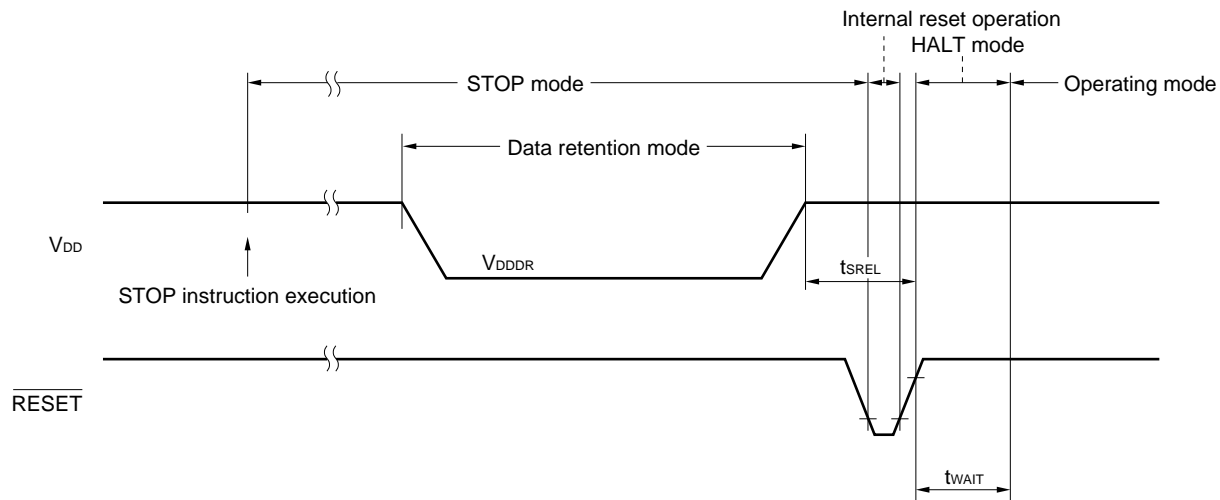 Internal reset operation
HALT mode
STOP mode
Operating mode
Data retention mode
VDD
VDDDR
tSREL
STOP instruction execution
RESET
tWAIT